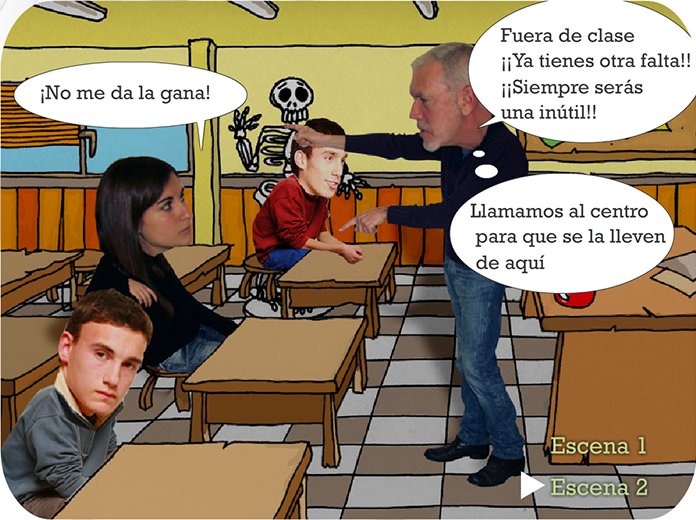 ¡No me da la gana!
Fuera de clase
¡¡Ya tienes otra falta!!
¡¡Siempre serás
una inútil!!
Llamamos al centro
para que se la lleven
de aquí
Escena 1
Escena 2